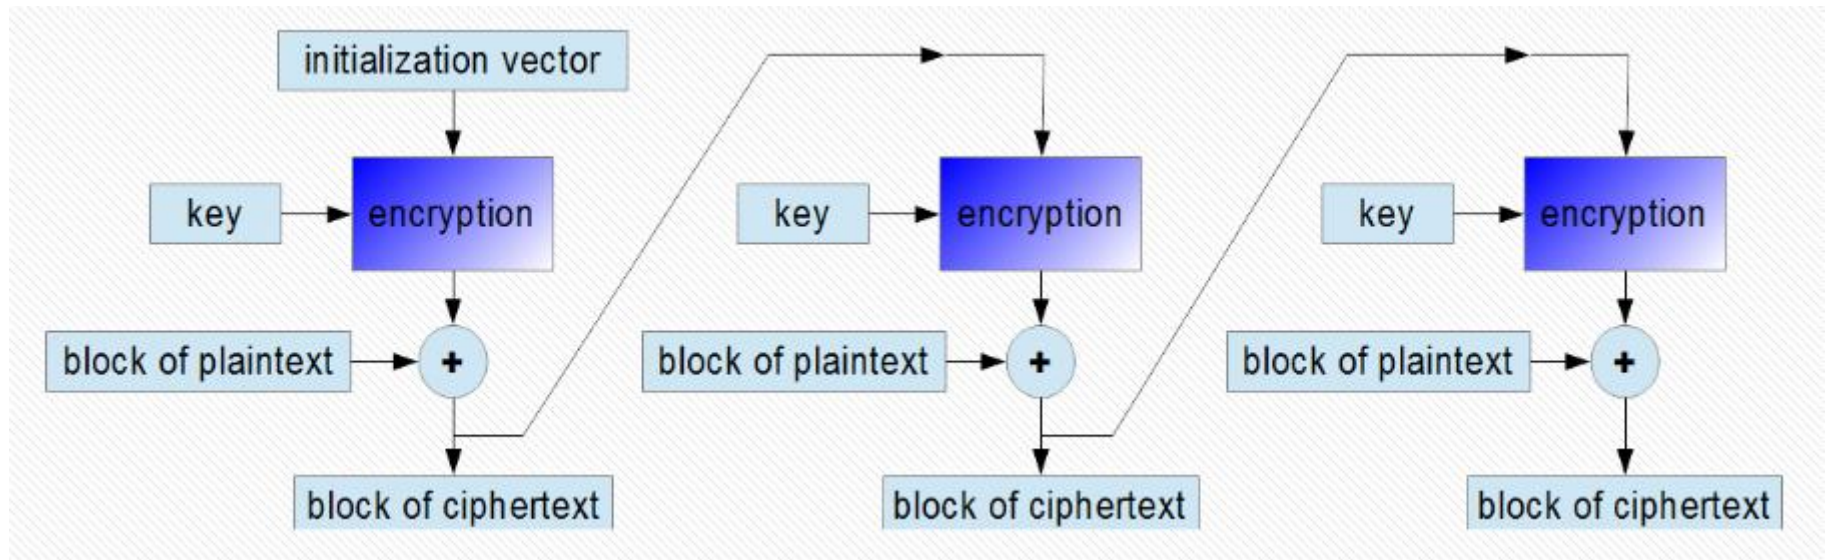 initialization vector
key
encryption
key
encryption
key
encryption
block of plaintext
+
block of plaintext
+
block of plaintext
+
block of ciphertext
block of ciphertext
block of ciphertext